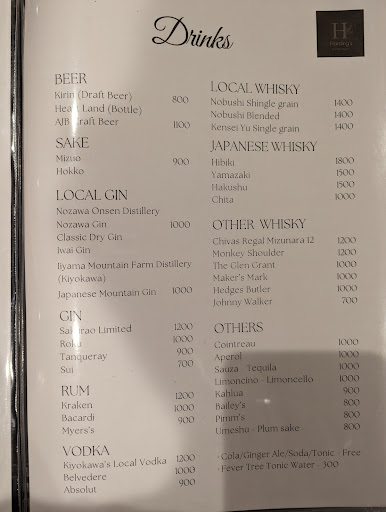 Drinks
H
Henley's
BEER
Kirin (Draft Beer)
Heart Land (Bottle) 800
AJB Craft Beer 1100
SAKE
Mizuo 900
Hokko
LOCAL GIN
Nozawa Onsen Distillery
Nozawa Gin 1000
Classic Dry Gin
Iwai Gin
Iiyama Mountain Farm Distillery
(Kiyokawa)
Japanese Mountain Gin 1000
GIN
Sakurao Limited 1200
Roku 1000
Tanqueray 900
Sui 700
RUM
Kraken 1200
Bacardi 1000
Myers's 900
VODKA
Kiyokawa's Local Vodka 1200
Belvedere 1000
Absolut 900
LOCAL WHISKY
Nobushi Shingle grain 1400
Nobushi Blended 1400
Kensei Yu Single grain 1400
JAPANESE WHISKY
Hibiki 1800
Yamazaki 1500
Hakushu 1500
Chita 1000
OTHER WHISKY
Chivas Regal Mizunara 12 1200
Monkey Shoulder 1200
The Glen Grant 1000
Maker's Mark 1000
Hedges Butler 1000
Johnny Walker 700
OTHERS
Cointreau 1000
Aperol 1000
Sauza - Tequila 1000
Limoncino - Limoncello 1000
Kahlua 900
Bailey's 800
Pimm's 800
Umeshu - Plum sake 800
·Cola/Ginger Ale/Soda/Tonic - Free
·Fever Tree Tonic Water - 300